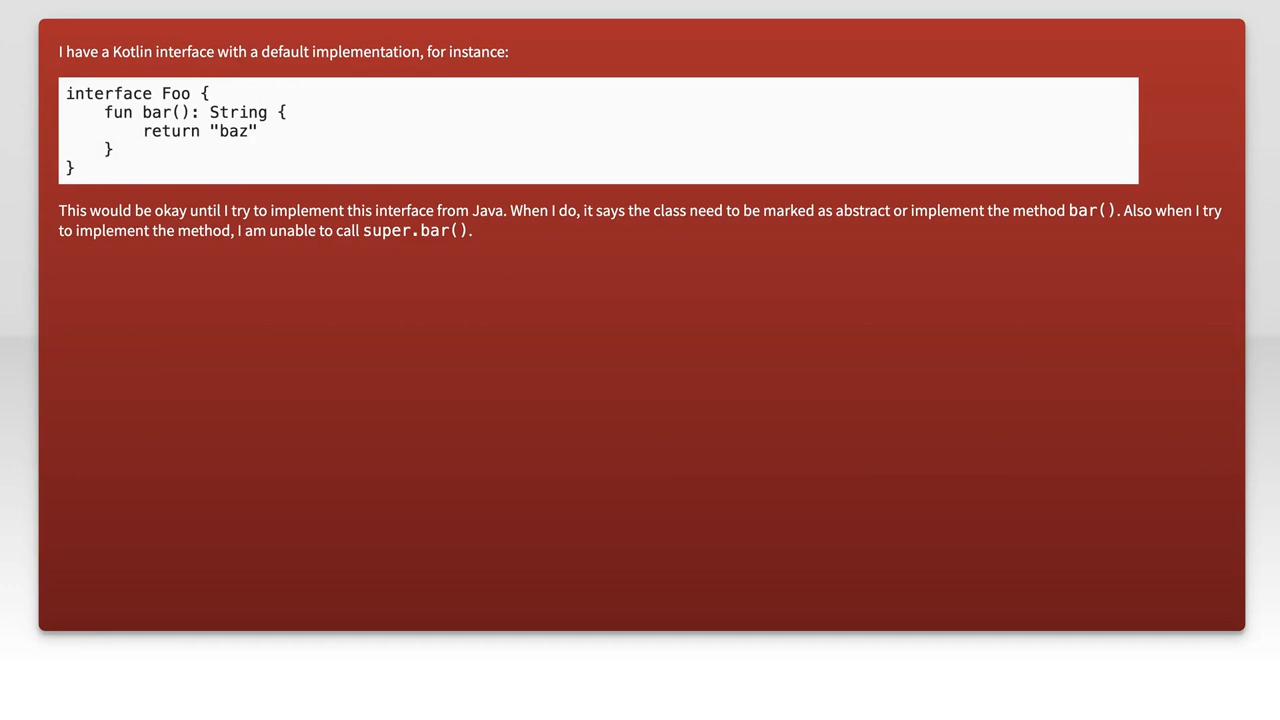 I have a Kotlin interface with a default implementation, for instance:
interface Foo {
    fun bar(): String {
        return "baz"
    }
}
This would be okay until I try to implement this interface from Java. When I do, it says the class need to be marked as abstract or implement the method bar(). Also when I try
to implement the method, I am unable to call super.bar().